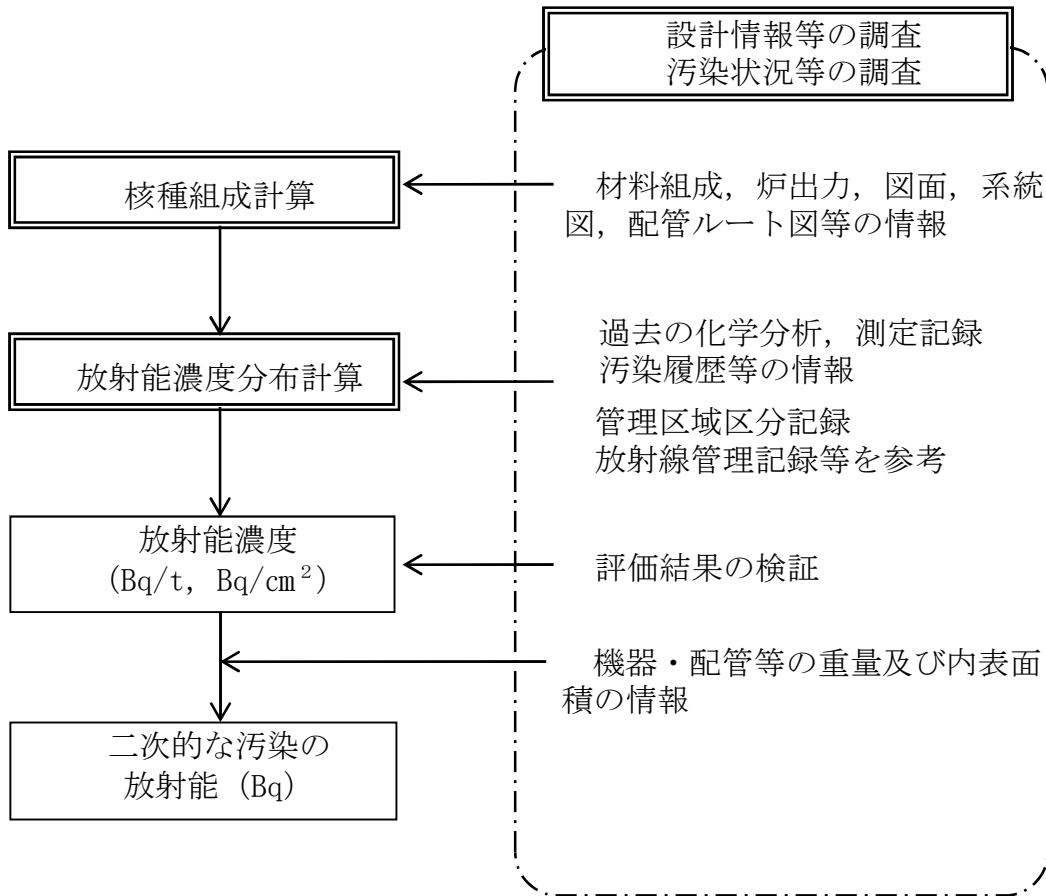 設計情報等の調査
汚染状況等の調査
核種組成計算
材料組成，炉出力，図面，系統
図，配管ルート図等の情報
放射能濃度分布計算
過去の化学分析，測定記録
汚染履歴等の情報
管理区域区分記録
放射線管理記録等を参考
放射能濃度
(Bq/t, Bq/cm²)
評価結果の検証
機器・配管等の重量及び内表面
積の情報
二次的な汚染の
放射能 (Bq)